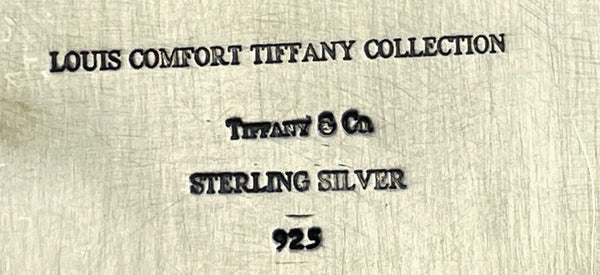 LOUIS COMFORT TIFFANY COLLECTION
TIFFANY & Co
STERLING SILVER
925